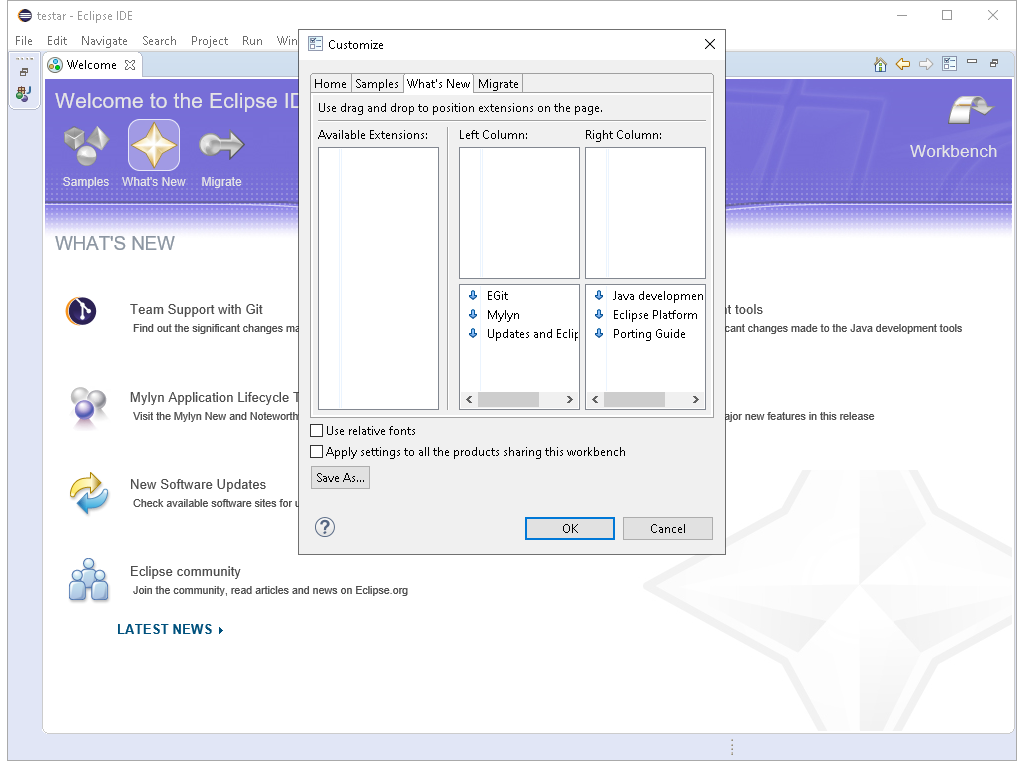 testar - Eclipse IDE
File Edit Navigate Search Project Run Win
Welcome
Welcome to the Eclipse ID
Samples
What's New
Migrate
Workbench
WHAT'S NEW
Team Support with Git
Find out the significant changes ma
Mylyn Application Lifecycle T
Visit the Mylyn New and Noteworth
New Software Updates
Check available software sites for u
Eclipse community
Join the community, read articles and news on Eclipse.org
LATEST NEWS
t tools
cant changes made to the Java development tools
ajor new features in this release
Customize
Home Samples What's New Migrate
Use drag and drop to position extensions on the page.
Available Extensions: Left Column: Right Column:
EGit
Mylyn
Updates and Eclip
Java developmen
Eclipse Platform
Porting Guide
Use relative fonts
Apply settings to all the products sharing this workbench
Save As...
?
OK
Cancel